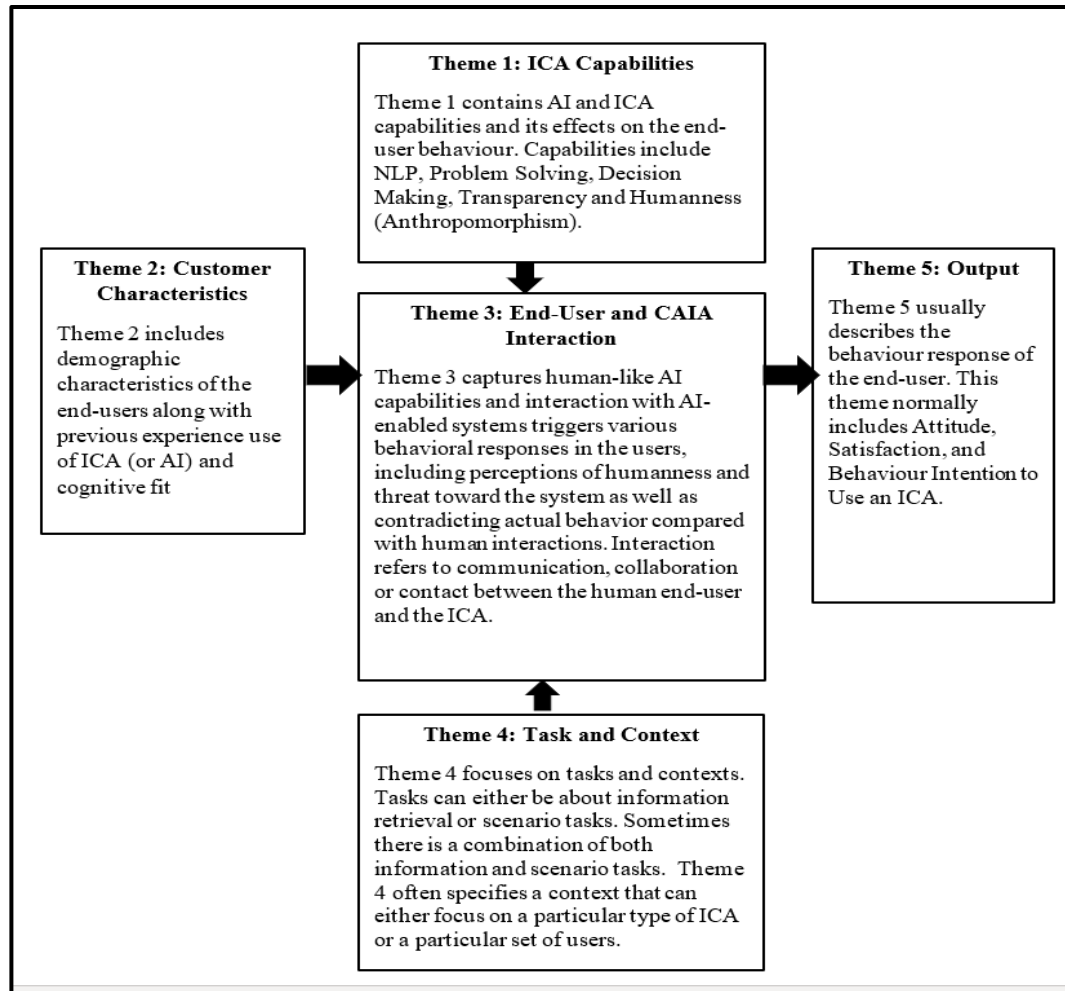 Theme 1: ICA Capabilities
Theme 1 contains AI and ICA
capabilities and its effects on the end-
user behaviour. Capabilities include
NLP, Problem Solving, Decision
Making, Transparency and Humanness
(Anthropomorphism).
Theme 2: Customer
Characteristics
Theme 2 includes
demographic
characteristics of the
end-users along with
previous experience use
of ICA (or AI) and
cognitive fit
Theme 3: End-User and CAIA
Interaction
Theme 3 captures human-like AI
capabilities and interaction with AI-
enabled systems triggers various
behavioral responses in the users,
including perceptions of humanness and
threat toward the system as well as
contradicting actual behavior compared
with human interactions. Interaction
refers to communication, collaboration
or contact between the human end-user
and the ICA.
Theme 5: Output
Theme 5 usually
describes the
behaviour response of
the end-user. This
theme normally
includes Attitude,
Satisfaction, and
Behaviour Intention to
Use an ICA.
Theme 4: Task and Context
Theme 4 focuses on tasks and contexts.
Tasks can either be about information
retrieval or scenario tasks. Sometimes
there is a combination of both
information and scenario tasks.  Theme
4 often specifies a context that can
either focus on a particular type of ICA
or a particular set of users.